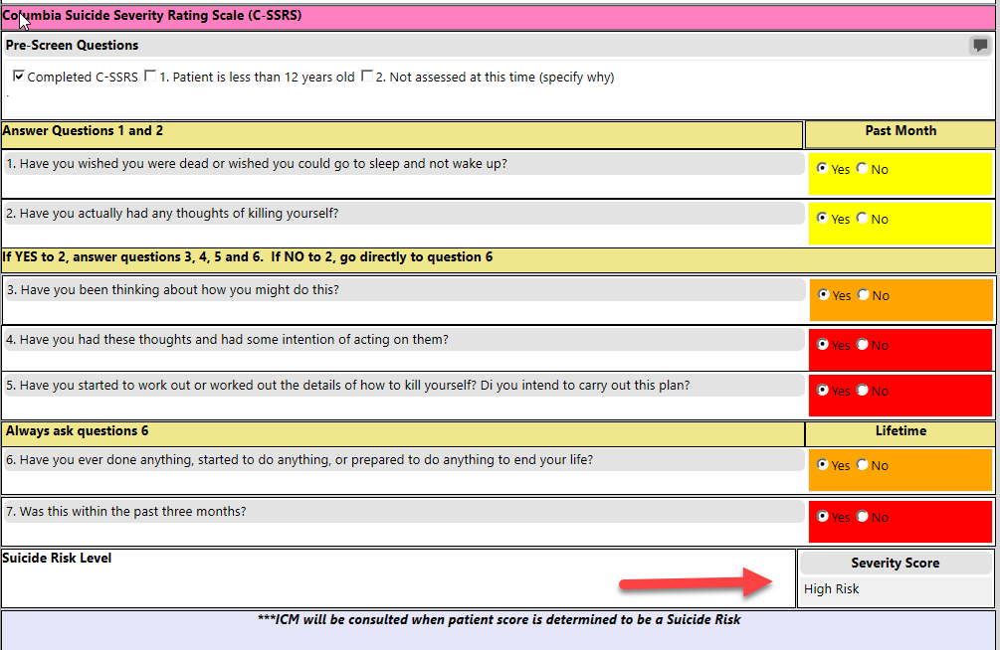 Columbia Suicide Severity Rating Scale (C-SSRS)
Pre-Screen Questions
Completed C-SSRS 1. Patient is less than 12 years old 2. Not assessed at this time (specify why)
Answer Questions 1 and 2 Past Month
1. Have you wished you were dead or wished you could go to sleep and not wake up? Yes No
2. Have you actually had any thoughts of killing yourself? Yes No
If YES to 2, answer questions 3, 4, 5 and 6. If NO to 2, go directly to question 6
3. Have you been thinking about how you might do this? Yes No
4. Have you had these thoughts and had some intention of acting on them? Yes No
5. Have you started to work out or worked out the details of how to kill yourself? Di you intend to carry out this plan? Yes No
Always ask questions 6 Lifetime
6. Have you ever done anything, started to do anything, or prepared to do anything to end your life? Yes No
7. Was this within the past three months? Yes No
Suicide Risk Level Severity Score
High Risk
***ICM will be consulted when patient score is determined to be a Suicide Risk